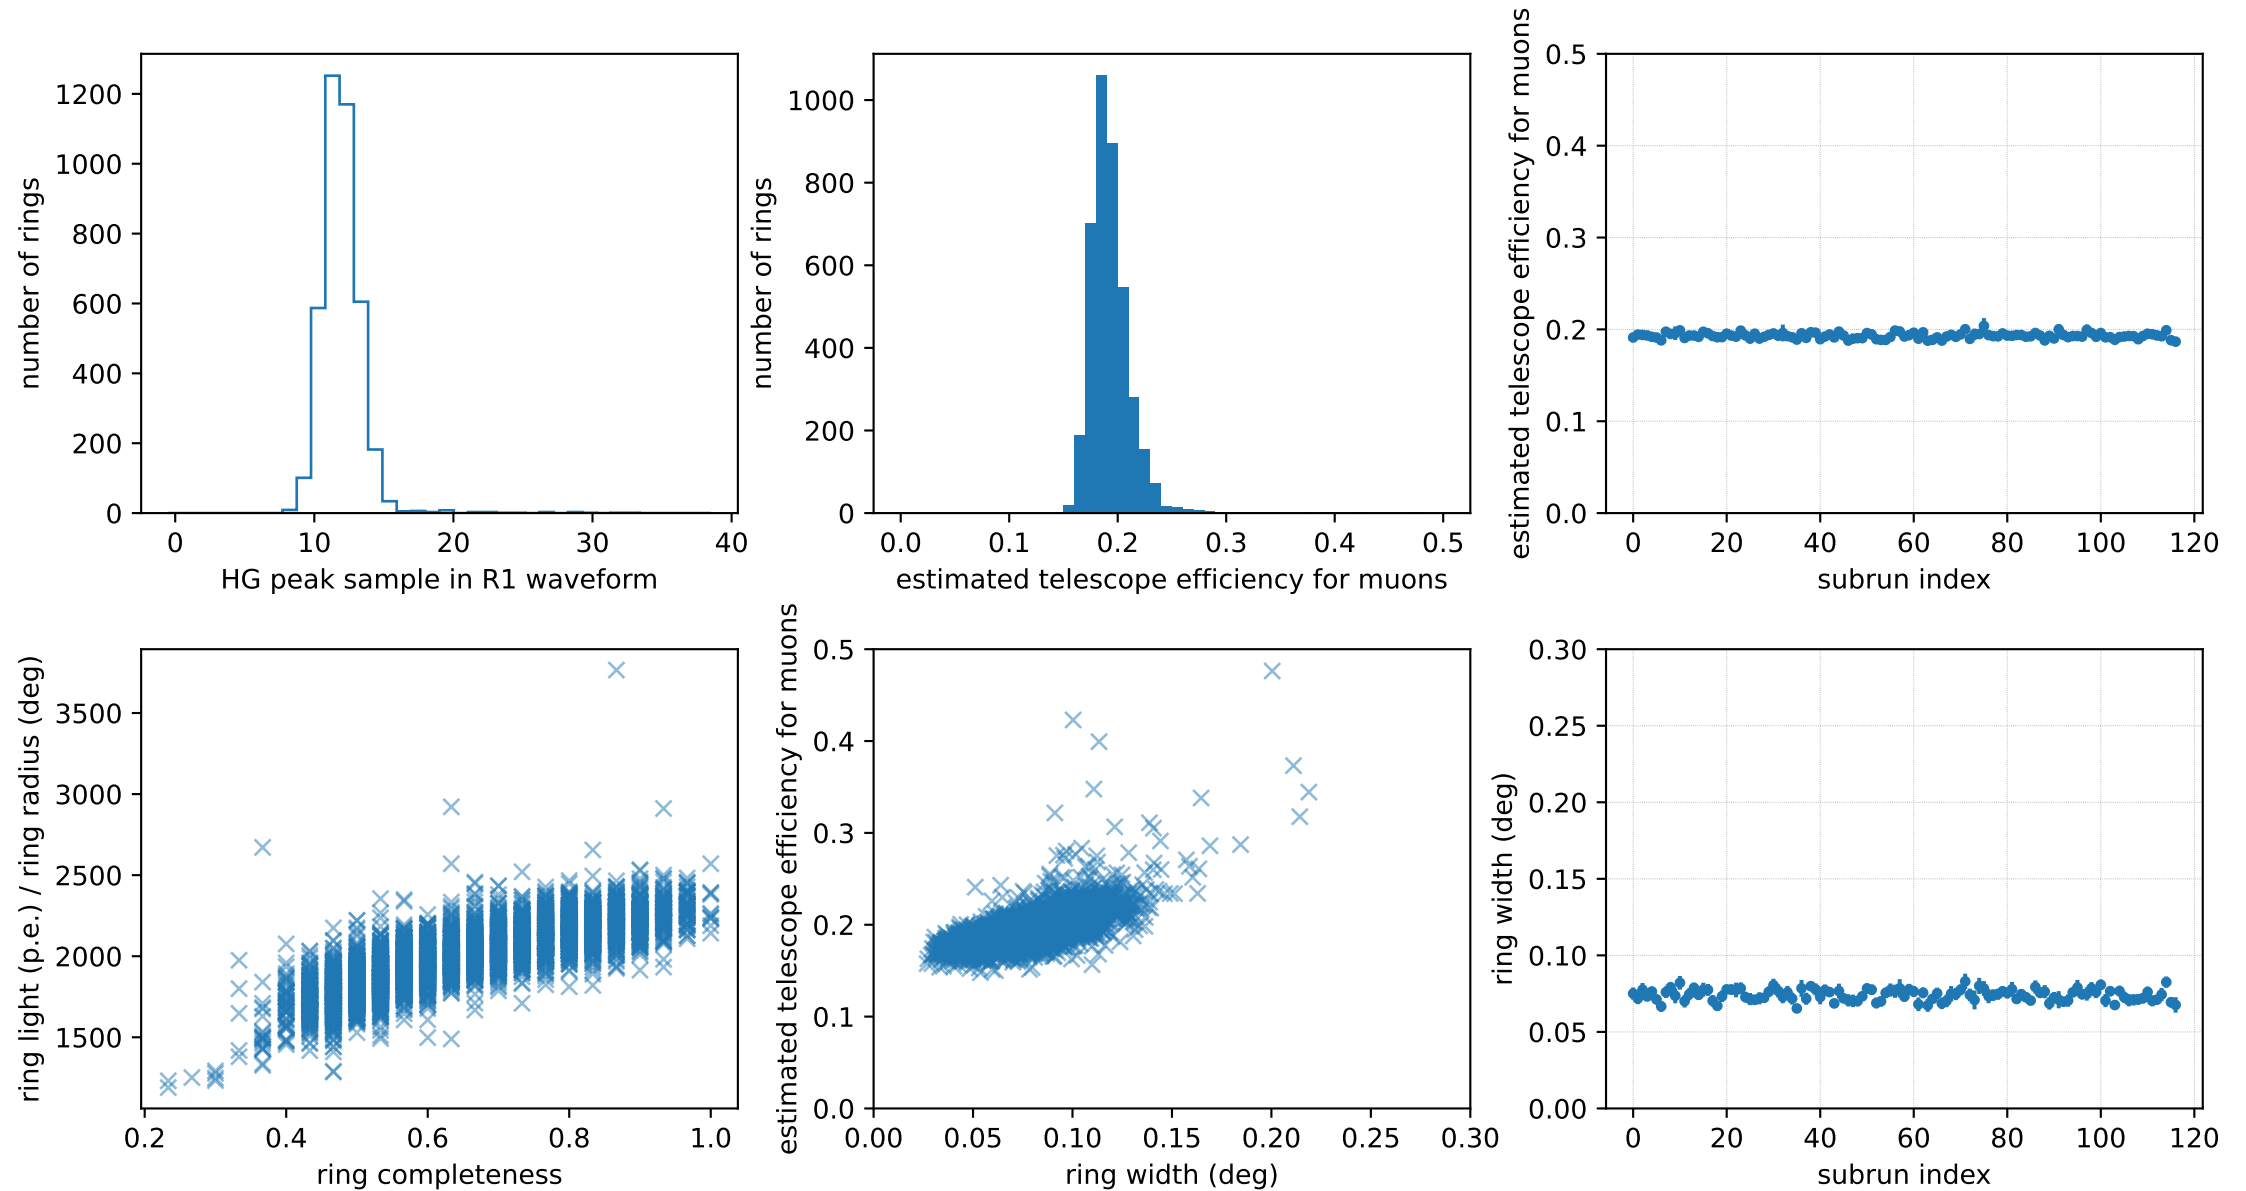 number of rings
1200
1000
800
600
400
200
0
0 10 20 30 40
HG peak sample in R1 waveform
number of rings
1000
800
600
400
200
0
0.0 0.1 0.2 0.3 0.4 0.5
estimated telescope efficiency for muons
estimated telescope efficiency for muons
0.5
0.4
0.3
0.2
0.1
0.0
0 20 40 60 80 100 120
subrun index
ring light (p.e.) / ring radius (deg)
3500
3000
2500
2000
1500
0.2 0.4 0.6 0.8 1.0
ring completeness
estimated telescope efficiency for muons
0.5
0.4
0.3
0.2
0.1
0.0
0.00 0.05 0.10 0.15 0.20 0.25 0.30
ring width (deg)
ring width (deg)
0.30
0.25
0.20
0.15
0.10
0.05
0.00
0 20 40 60 80 100 120
subrun index